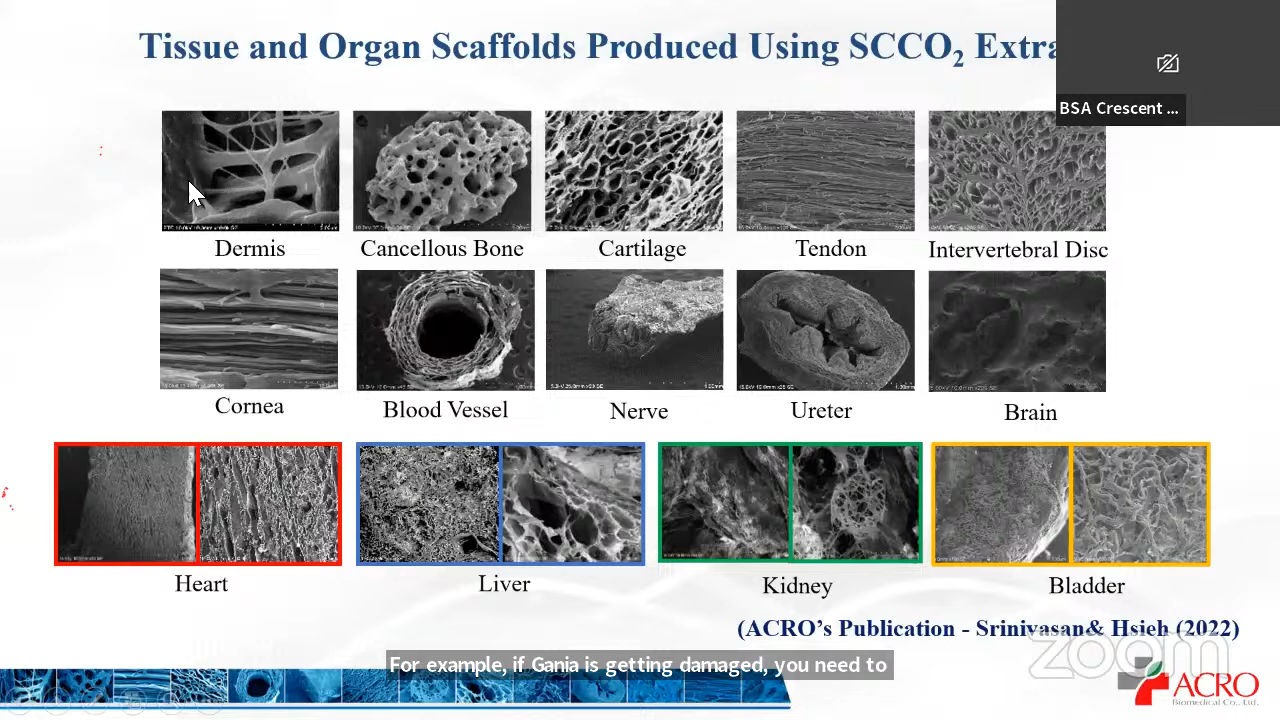 Tissue and Organ Scaffolds Produced Using SCCO2 Extra
BSA Crescent ...
Dermis
Cancellous Bone
Cartilage
Tendon
Intervertebral Disc
Cornea
Blood Vessel
Nerve
Ureter
Brain
Heart
Liver
Kidney
Bladder
(ACRO's Publication - Srinivasan& Hsieh (2022)
zoom
For example, if Gania is getting damaged, you need to
ACRO
Biomedical Co., Ltd.